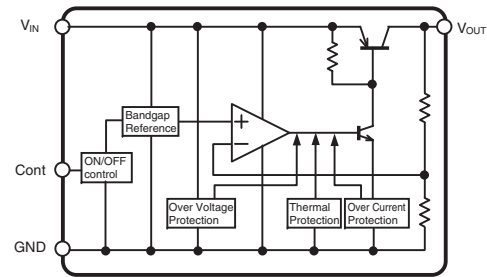 VIN
VOUT
Bandgap
Reference
+
−
Cont
ON/OFF
control
Over Voltage
Protection
Thermal
Protection
Over Current
Protection
GND